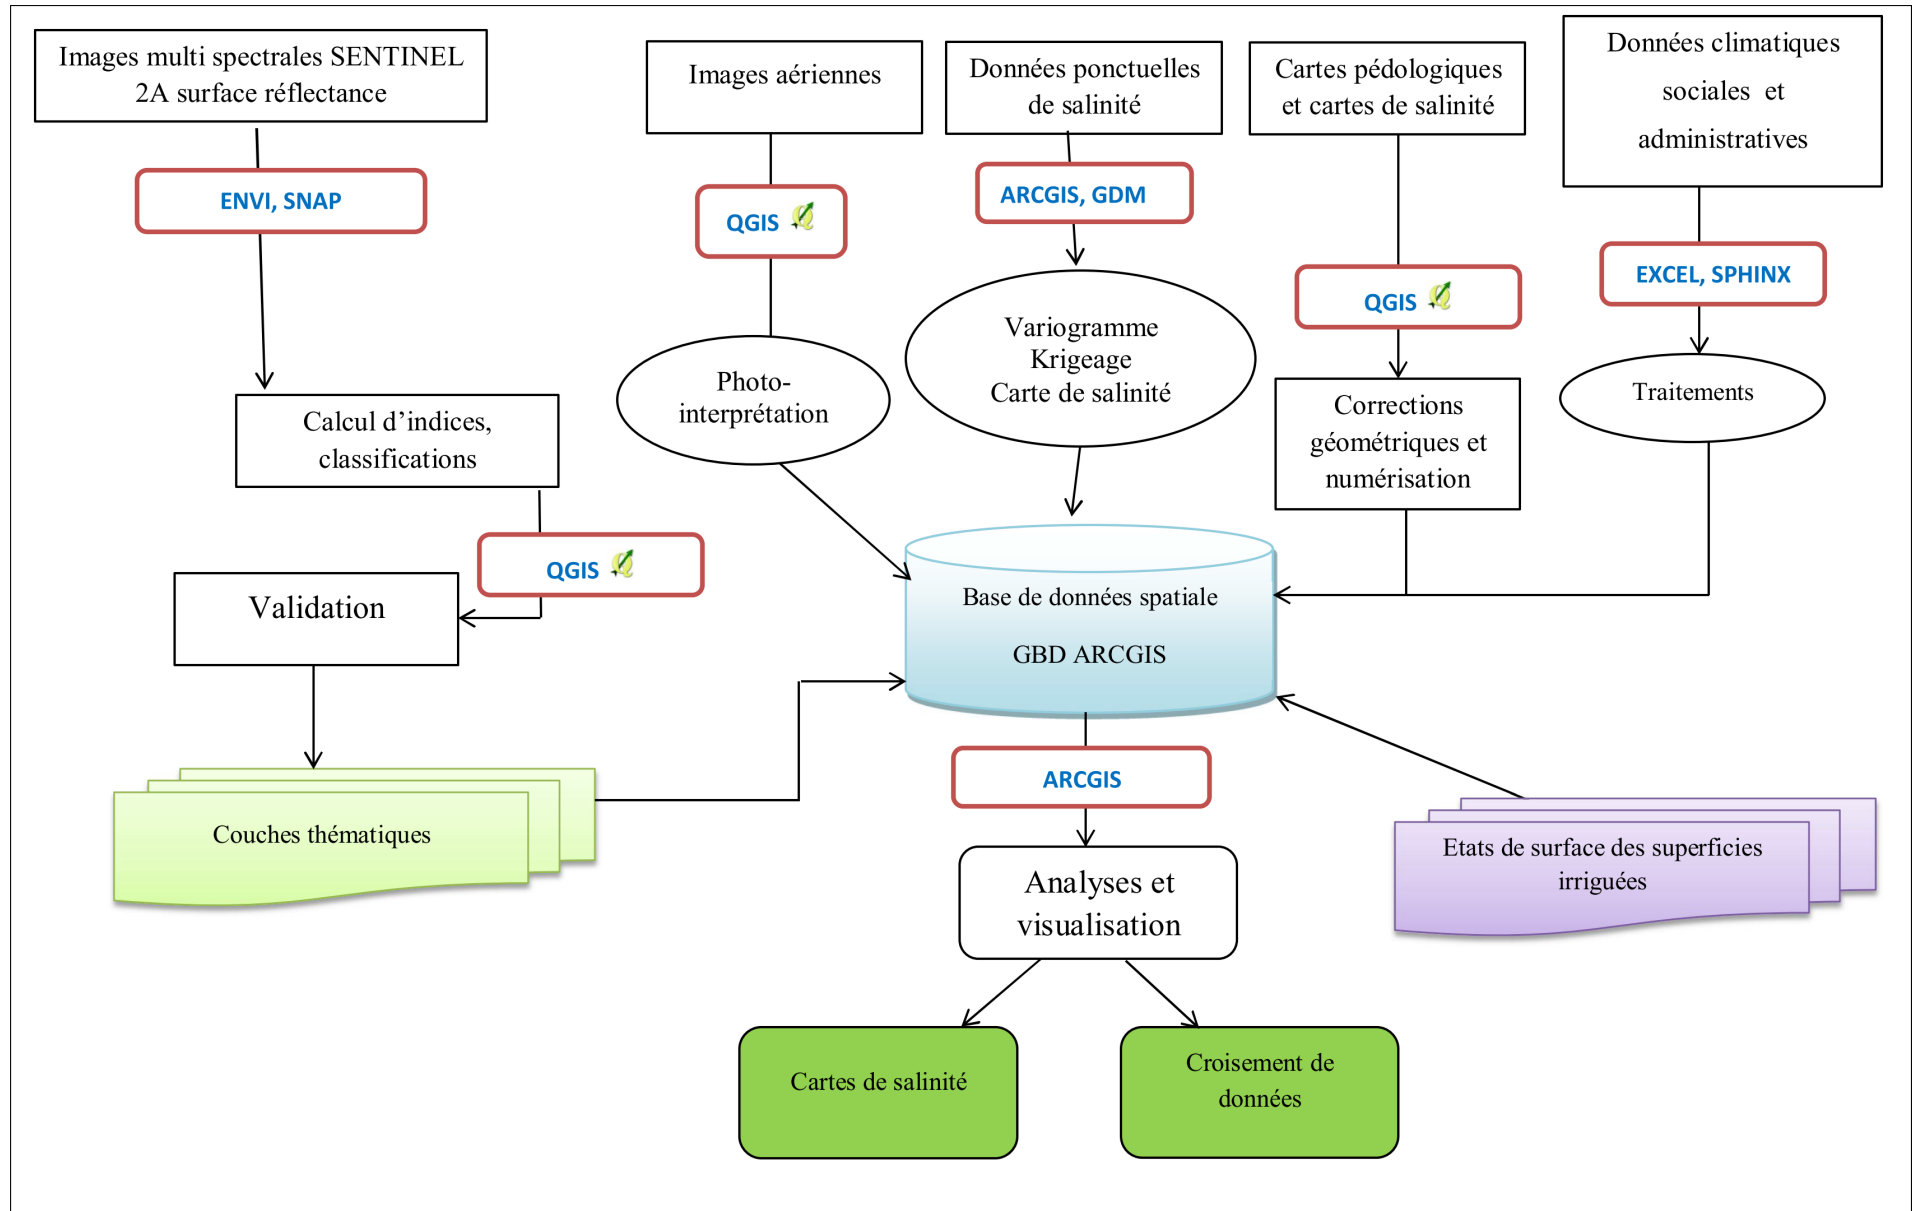 Images multi spectrales SENTINEL
2A surface réflectance
Images aériennes
Données ponctuelles
de salinité
Cartes pédologiques
et cartes de salinité
Données climatiques
sociales et
administratives
ENVI, SNAP
QGIS
ARCGIS, GDM
QGIS
EXCEL, SPHINX
Calcul d’indices,
classifications
Photo-
interprétation
Variogramme
Krigeage
Carte de salinité
Corrections
géométriques et
numérisation
Traitements
QGIS
Validation
Base de données spatiale
GBD ARCGIS
Couches thématiques
ARCGIS
Etats de surface des superficies
irriguées
Analyses et
visualisation
Cartes de salinité
Croisement de
données